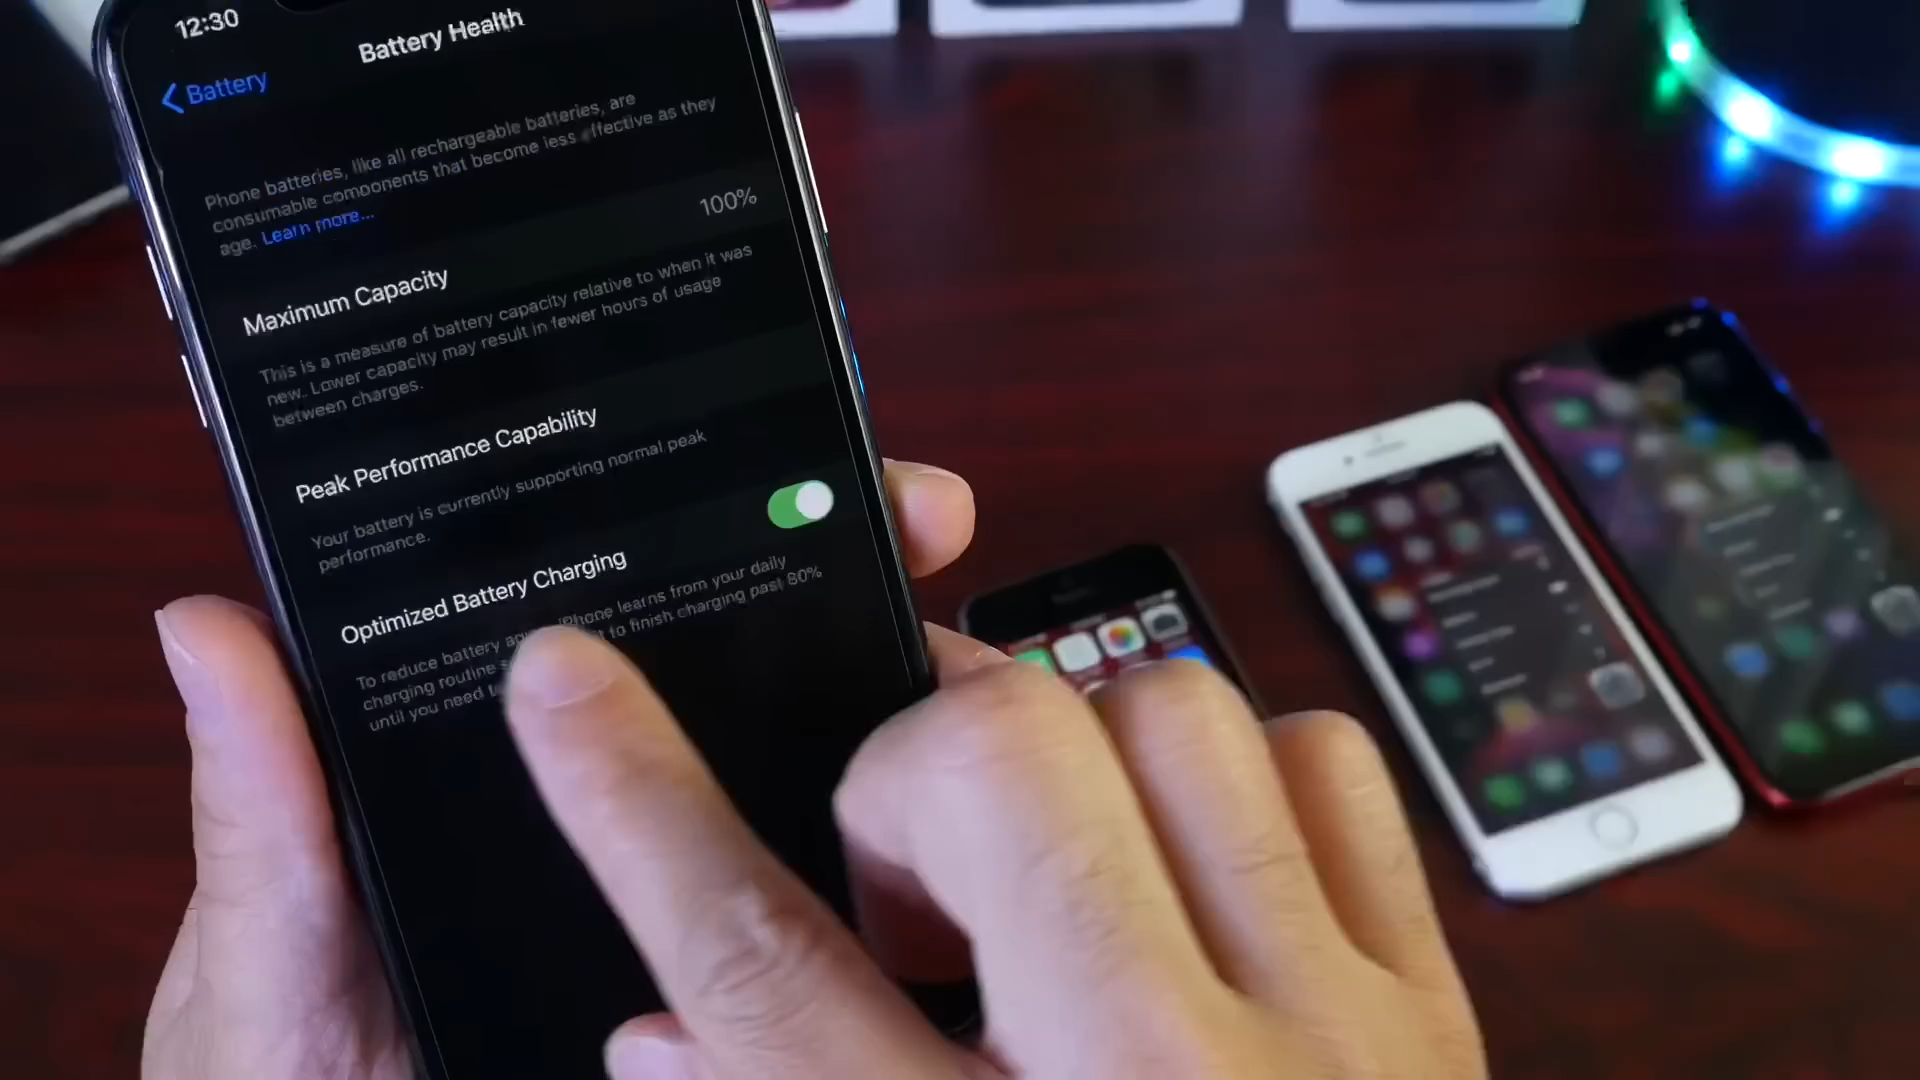 12:30
Battery Health
Battery
Phone batteries, like all rechargeable batteries, are
consumable components that become less effective as they
age. Learn more...
Maximum Capacity 100%
This is a measure of battery capacity relative to when it was
new. Lower capacity may result in fewer hours of usage
between charges.
Peak Performance Capability
Your battery is currently supporting normal peak
performance.
Optimized Battery Charging
To reduce battery iPhone learns from your daily
charging routine to finish charging past 80%
until you need